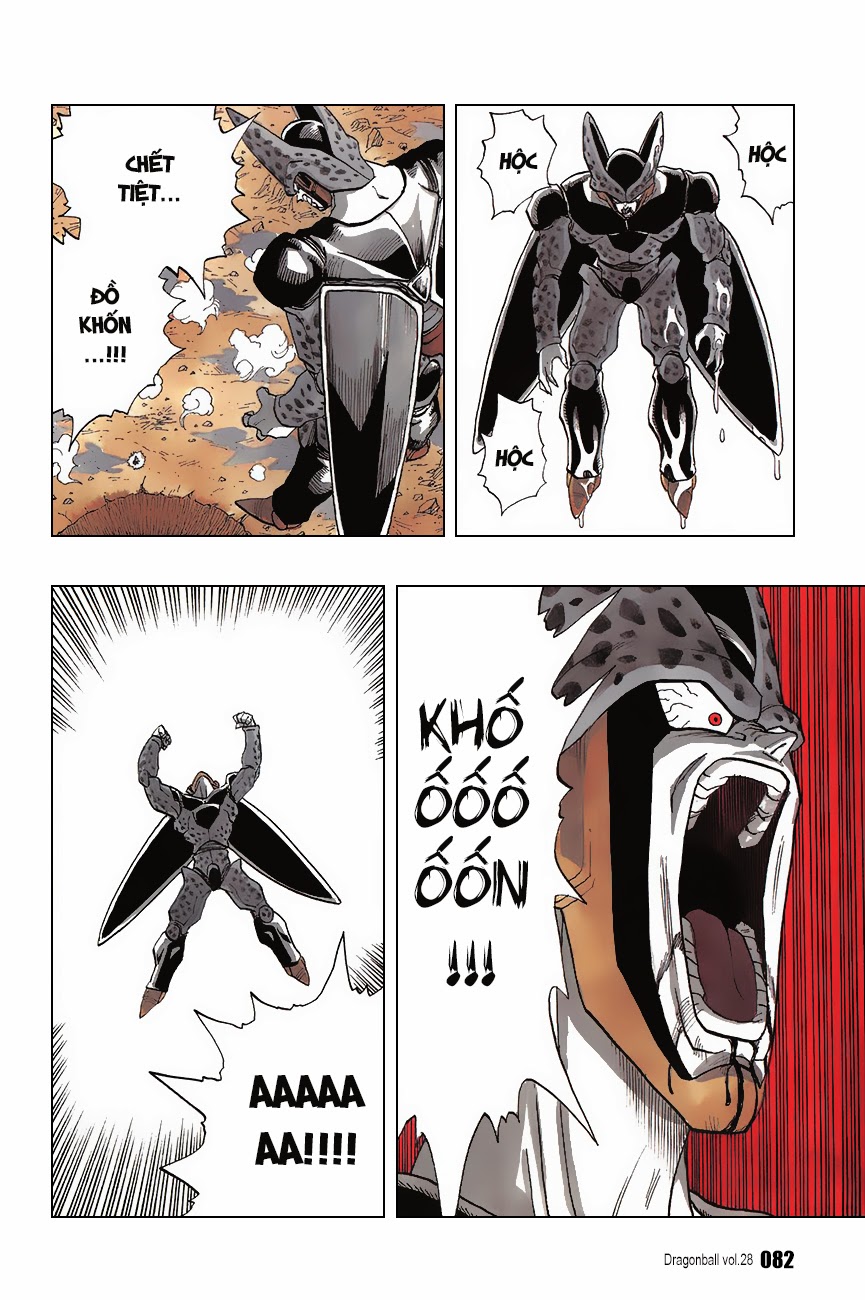 HỘC
HỘC
HỘC
CHẾT
TIỆT...
ĐỒ
KHỐN
...!!!
KHỐ
ỐỐỐ
ỐỐN
!!!
AAAAA
AA!!!!
Dragonball vol.28 082